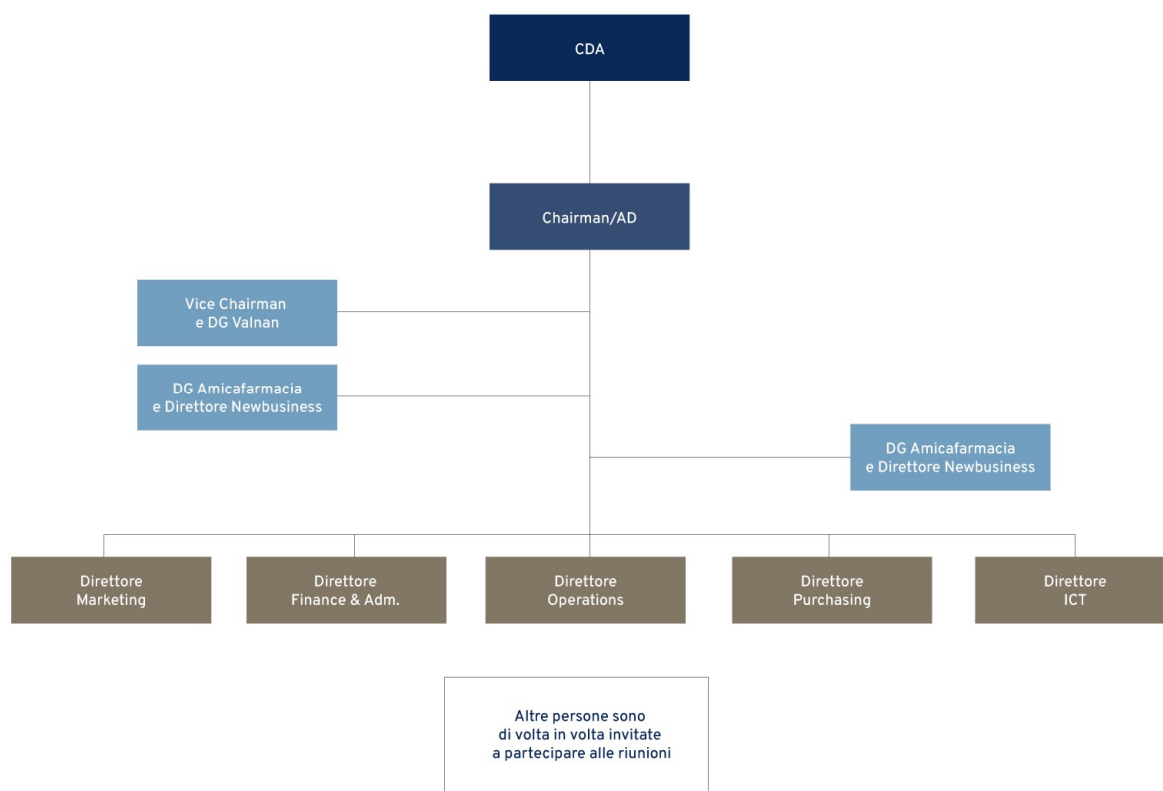 CDA
Chairman/AD
Vice Chairman
e DG Valnan
DG Amicafarmacia
e Direttore Newbusiness
DG Amicafarmacia
e Direttore Newbusiness
Direttore
Marketing
Direttore
Finance & Adm.
Direttore
Operations
Direttore
Purchasing
Direttore
ICT
Altre persone sono
di volta in volta invitate
a partecipare alle riunioni